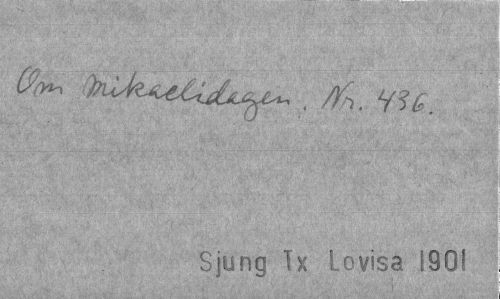 Om Mikaelidagen. Nr. 436.
Sjung Tx Lovisa 1901